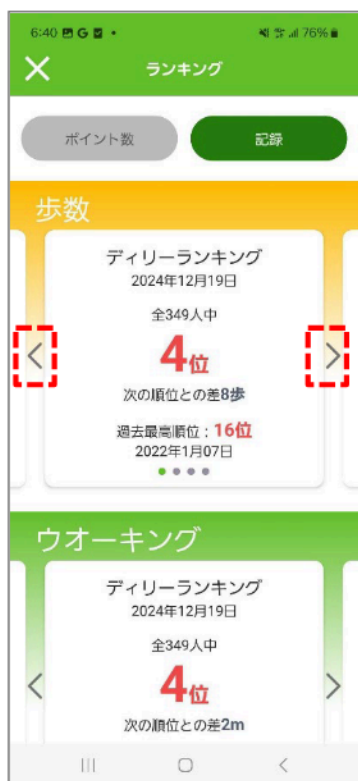 6:40
76%
ランキング
ポイント数
記録
歩数
ディリーランキング
2024年12月19日
全349人中
4位
次の順位との差8歩
過去最高順位：16位
2022年1月07日
ウオーキング
ディリーランキング
2024年12月19日
全349人中
4位
次の順位との差2m